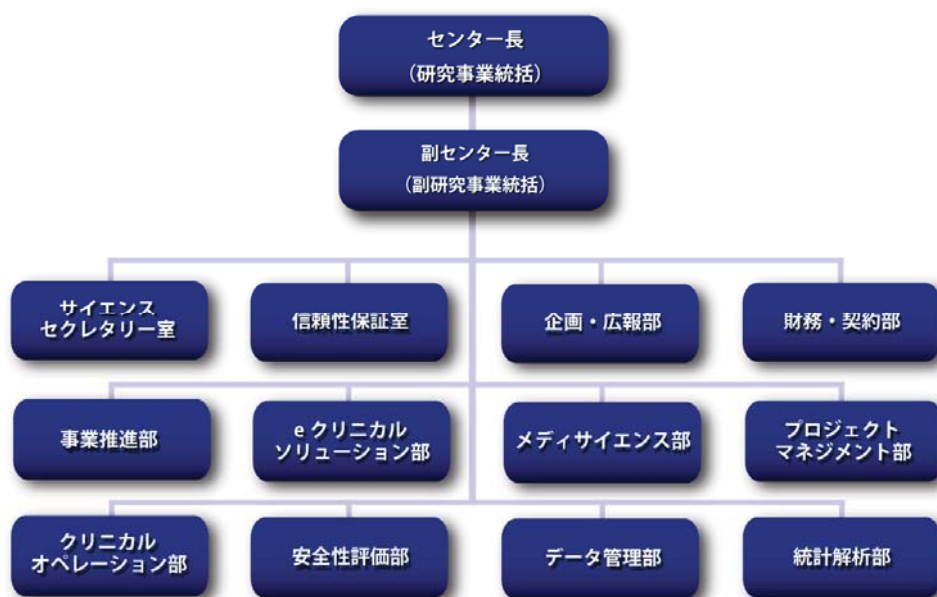 センター長
（研究事業統括）
副センター長
（副研究事業統括）
サイエンス
セクレタリー室
信頼性保証室
企画・広報部
財務・契約部
事業推進部
eクリニカル
ソリューション部
メディサイエンス部
プロジェクト
マネジメント部
クリニカル
オペレーション部
安全性評価部
データ管理部
統計解析部